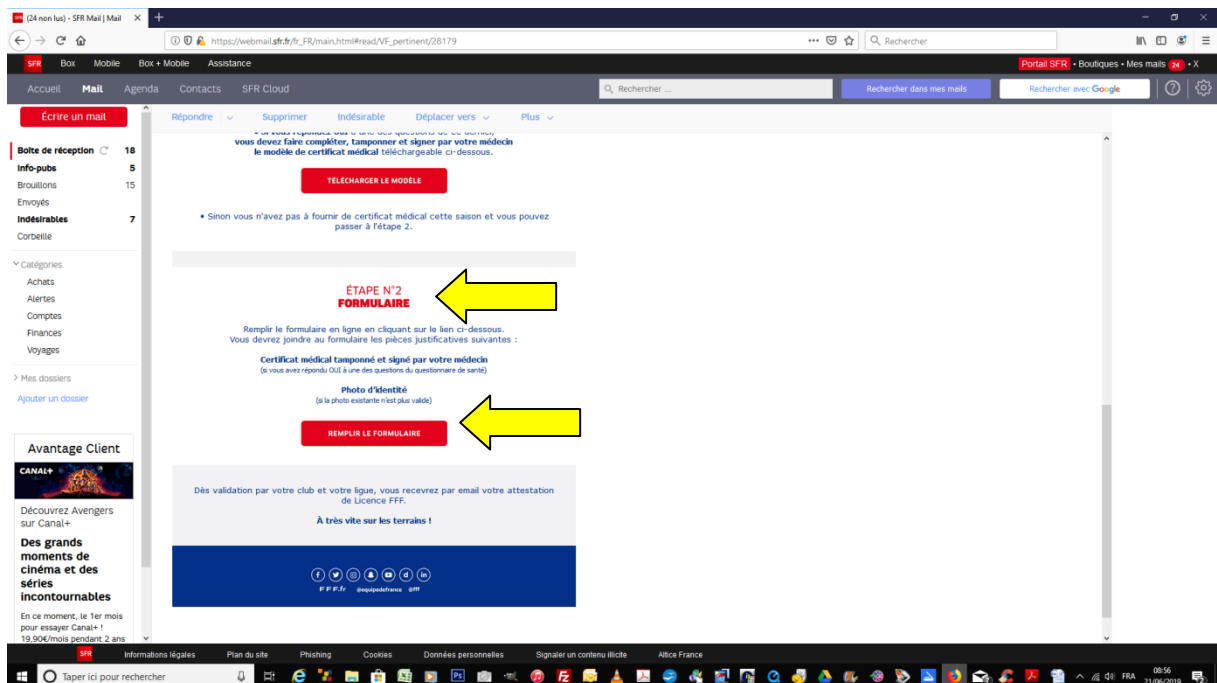 (24 non lus) - SFR Mail | Mail
https://webmail.sfr.fr/fr_FR/main.html#read/VF_pertinent/28179
Rechercher
SFR Box Mobile Box + Mobile Assistance
Portail SFR • Boutiques • Mes mails 24 • X
Accueil Mail Agenda Contacts SFR Cloud
Rechercher ...
Rechercher dans mes mails
Rechercher avec Google
Écrire un mail
Répondre Supprimer Indésirable Déplacer vers Plus
Boîte de réception 18
Info-pubs 5
Brouillons 15
Envoyés
Indésirables 7
Corbeille
Catégories
Achats
Alertes
Comptes
Finances
Voyages
Mes dossiers
Ajouter un dossier
Avantage Client
CANAL+
Découvrez Avengers
sur Canal+
Des grands
moments de
cinéma et des
séries
incontournables
En ce moment, le 1er mois
pour essayer Canal+ !
19,90€/mois pendant 2 ans
• Si vous répondez OUI à une des questions de ce dernier,
vous devez faire compléter, tamponner et signer par votre médecin
le modèle de certificat médical téléchargeable ci-dessous.
TÉLÉCHARGER LE MODÈLE
• Sinon vous n'avez pas à fournir de certificat médical cette saison et vous pouvez
passer à l'étape 2.
ÉTAPE N°2
FORMULAIRE
Remplir le formulaire en ligne en cliquant sur le lien ci-dessous.
Vous devrez joindre au formulaire les pièces justificatives suivantes :
Certificat médical tamponné et signé par votre médecin
(si vous avez répondu OUI à une des questions du questionnaire de santé)
Photo d'identité
(si la photo existante n'est plus valide)
REMPLIR LE FORMULAIRE
Dès validation par votre club et votre ligue, vous recevrez par email votre attestation
de Licence FFF.
À très vite sur les terrains !
FFF.fr @equipedefrance @fff
SFR Informations légales Plan du site Phishing Cookies Données personnelles Signaler un contenu illicite Altice France
Taper ici pour rechercher
FRA
08:56
21/06/2019